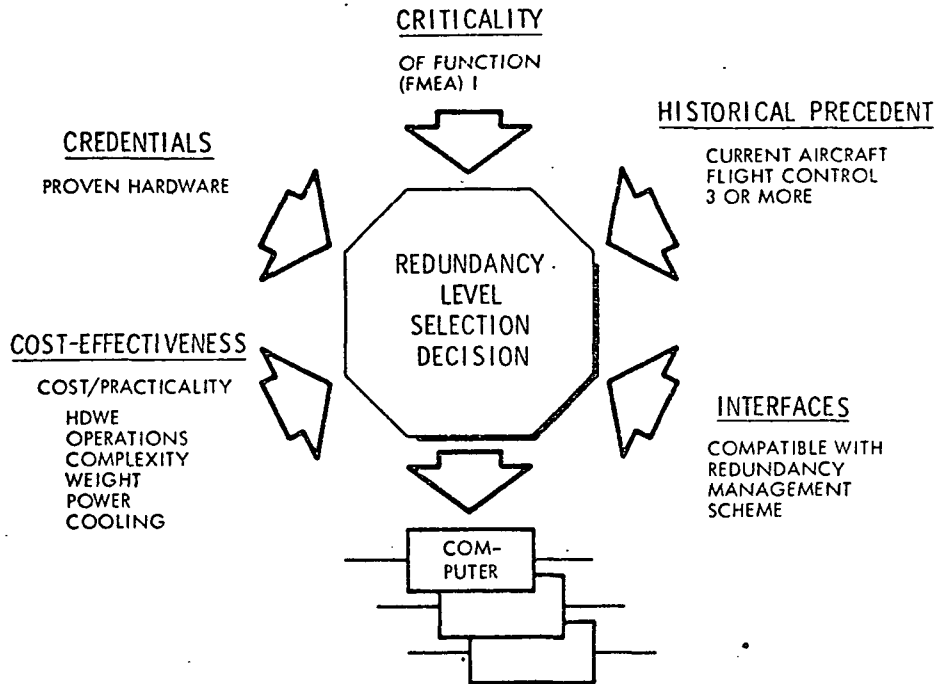 CRITICALITY
OF FUNCTION
(FMEA) I
CREDENTIALS
PROVEN HARDWARE
HISTORICAL PRECEDENT
CURRENT AIRCRAFT
FLIGHT CONTROL
3 OR MORE
REDUNDANCY
LEVEL
SELECTION
DECISION
COST-EFFECTIVENESS
COST/PRACTICALITY
HDWE
OPERATIONS
COMPLEXITY
WEIGHT
POWER
COOLING
INTERFACES
COMPATIBLE WITH
REDUNDANCY
MANAGEMENT
SCHEME
COM-
PUTER